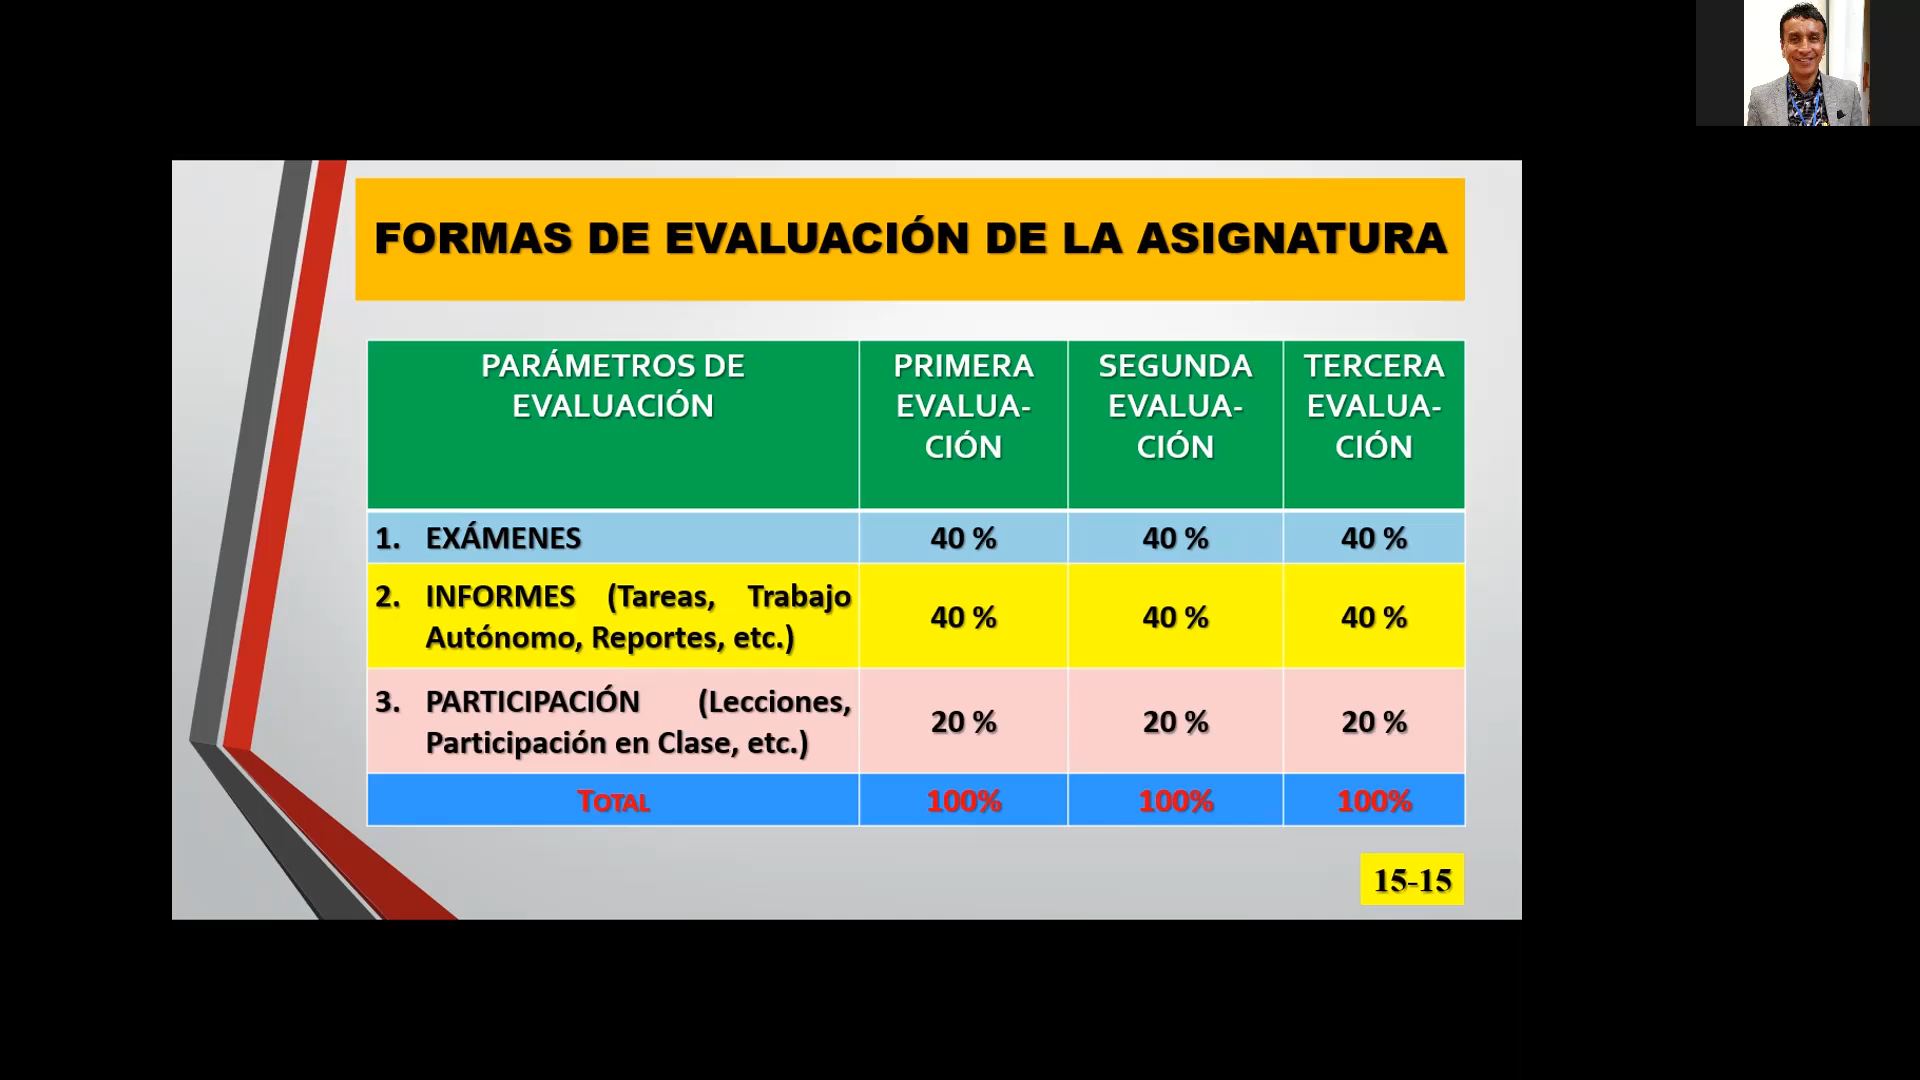 FORMAS DE EVALUACIÓN DE LA ASIGNATURA
PARÁMETROS DE
EVALUACIÓN
PRIMERA
EVALUA-
CIÓN
SEGUNDA
EVALUA-
CIÓN
TERCERA
EVALUA-
CIÓN
1. EXÁMENES
40 %
40 %
40 %
2. INFORMES (Tareas, Trabajo
Autónomo, Reportes, etc.)
40 %
40 %
40 %
3. PARTICIPACIÓN (Lecciones,
Participación en Clase, etc.)
20 %
20 %
20 %
TOTAL
100%
100%
100%
15-15